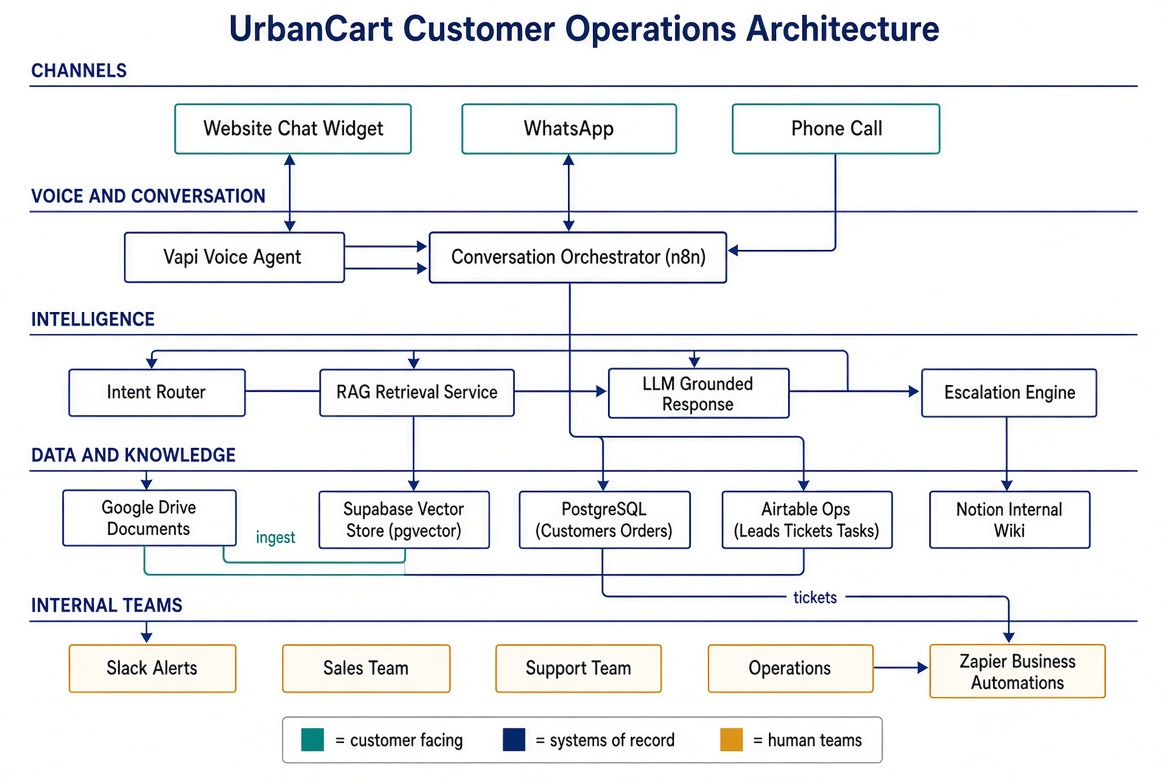 UrbanCart Customer Operations Architecture
CHANNELS
Website Chat Widget
WhatsApp
Phone Call
VOICE AND CONVERSATION
Vapi Voice Agent
Conversation Orchestrator (n8n)
INTELLIGENCE
Intent Router
RAG Retrieval Service
LLM Grounded
Response
Escalation Engine
DATA AND KNOWLEDGE
Google Drive
Documents
ingest
Supabase Vector
Store (pgvector)
PostgreSQL
(Customers Orders)
Airtable Ops
(Leads Tickets Tasks)
Notion Internal
Wiki
tickets
INTERNAL TEAMS
Slack Alerts
Sales Team
Support Team
Operations
Zapier Business
Automations
= customer facing
= systems of record
= human teams